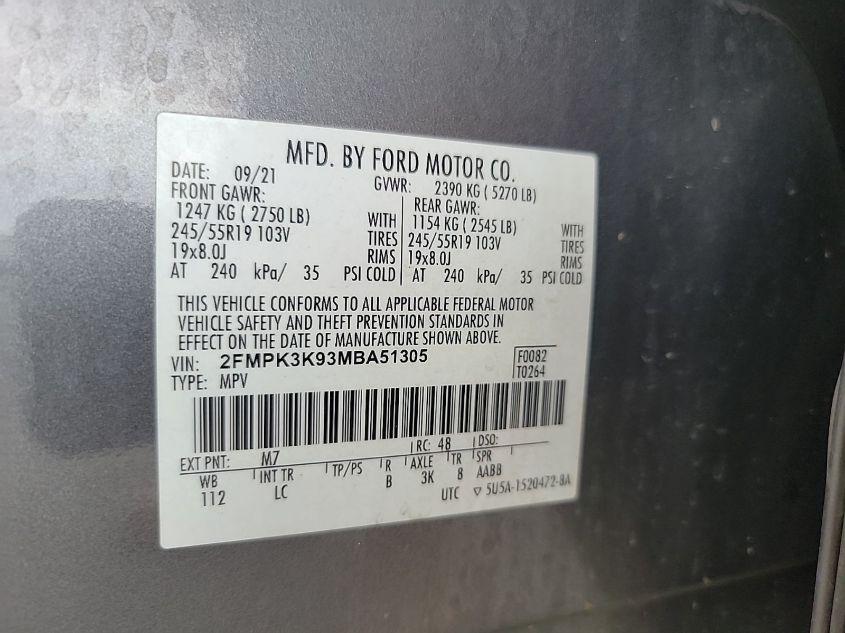 MFD. BY FORD MOTOR CO.
DATE: 09/21 GVWR: 2390 KG ( 5270 LB)
FRONT GAWR: REAR GAWR:
1247 KG ( 2750 LB) WITH 1154 KG ( 2545 LB) WITH
245/55R19 103V TIRES 245/55R19 103V TIRES
19x8.0J RIMS 19x8.0J RIMS
AT 240 kPa/ 35 PSI COLD AT 240 kPa/ 35 PSI COLD
THIS VEHICLE CONFORMS TO ALL APPLICABLE FEDERAL MOTOR
VEHICLE SAFETY AND THEFT PREVENTION STANDARDS IN
EFFECT ON THE DATE OF MANUFACTURE SHOWN ABOVE.
VIN: 2FMPK3K93MBA51305 F0082
TYPE: MPV T0264
EXT PNT: M7 RC: 48 DSO:
WB INT TR TP/PS R AXLE TR SPR
112 LC B 3K 8 AABB
UTC ▽ 5U5A-1520472-BA